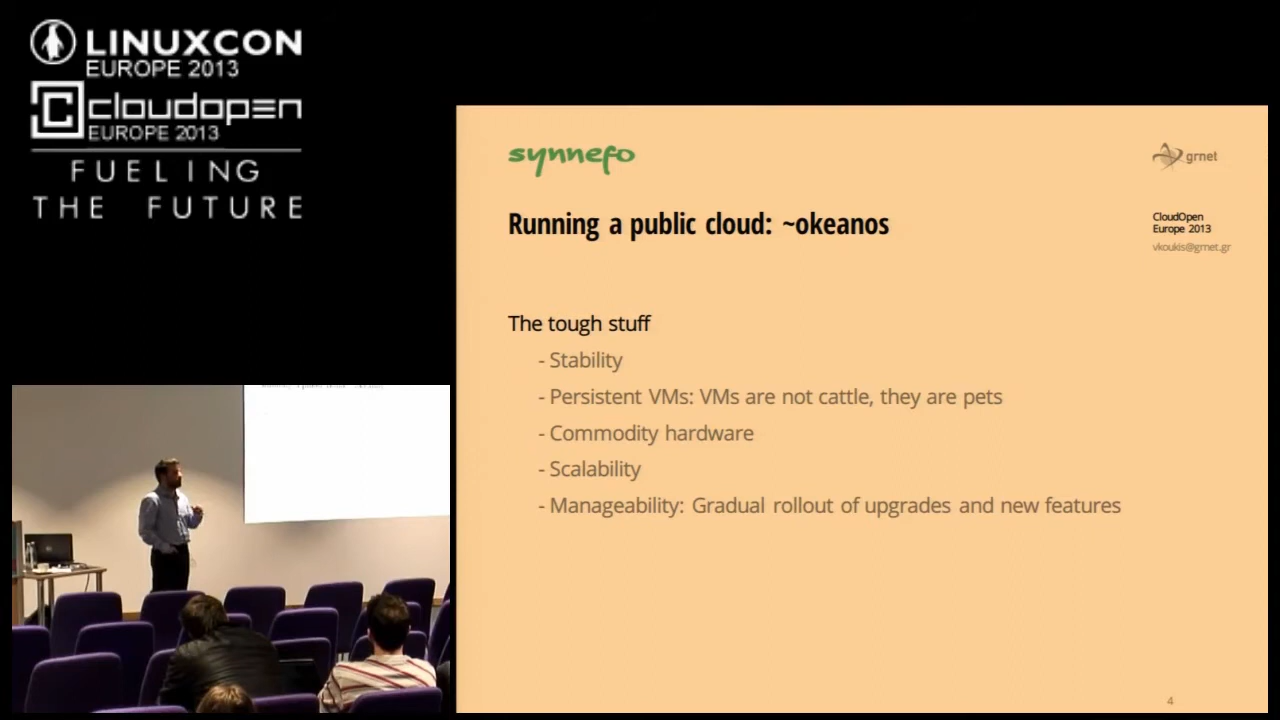 LINUXCON
EUROPE 2013
cloudopen
EUROPE 2013
FUELING
THE FUTURE
synnefo
grnet
Running a public cloud: ~okeanos
CloudOpen
Europe 2013
vkoukis@grnet.gr
The tough stuff
- Stability
- Persistent VMs: VMs are not cattle, they are pets
- Commodity hardware
- Scalability
- Manageability: Gradual rollout of upgrades and new features
4